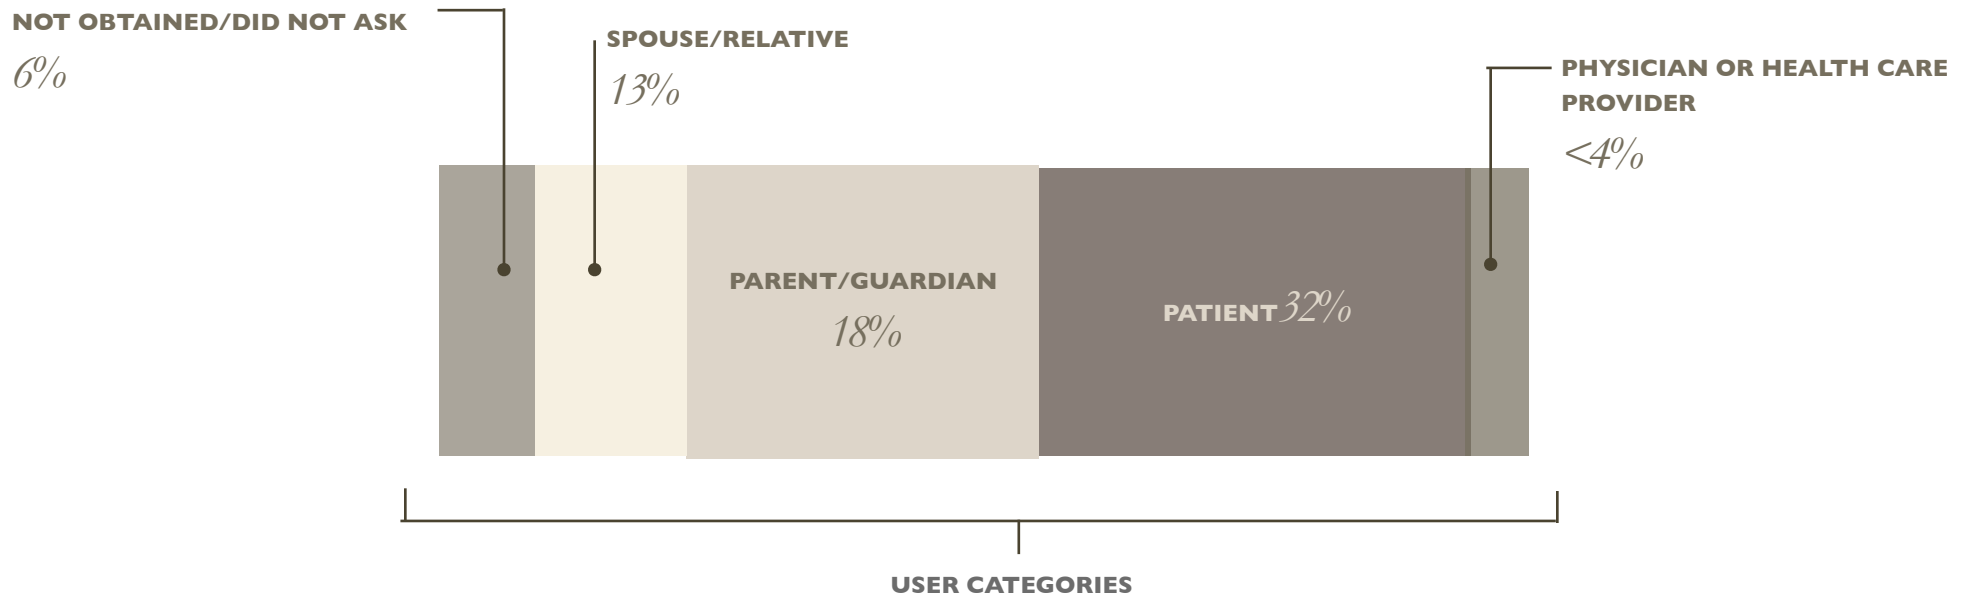 NOT OBTAINED/DID NOT ASK
6%
SPOUSE/RELATIVE
13%
PHYSICIAN OR HEALTH CARE
PROVIDER
<4%
PARENT/GUARDIAN
18%
PATIENT 32%
USER CATEGORIES